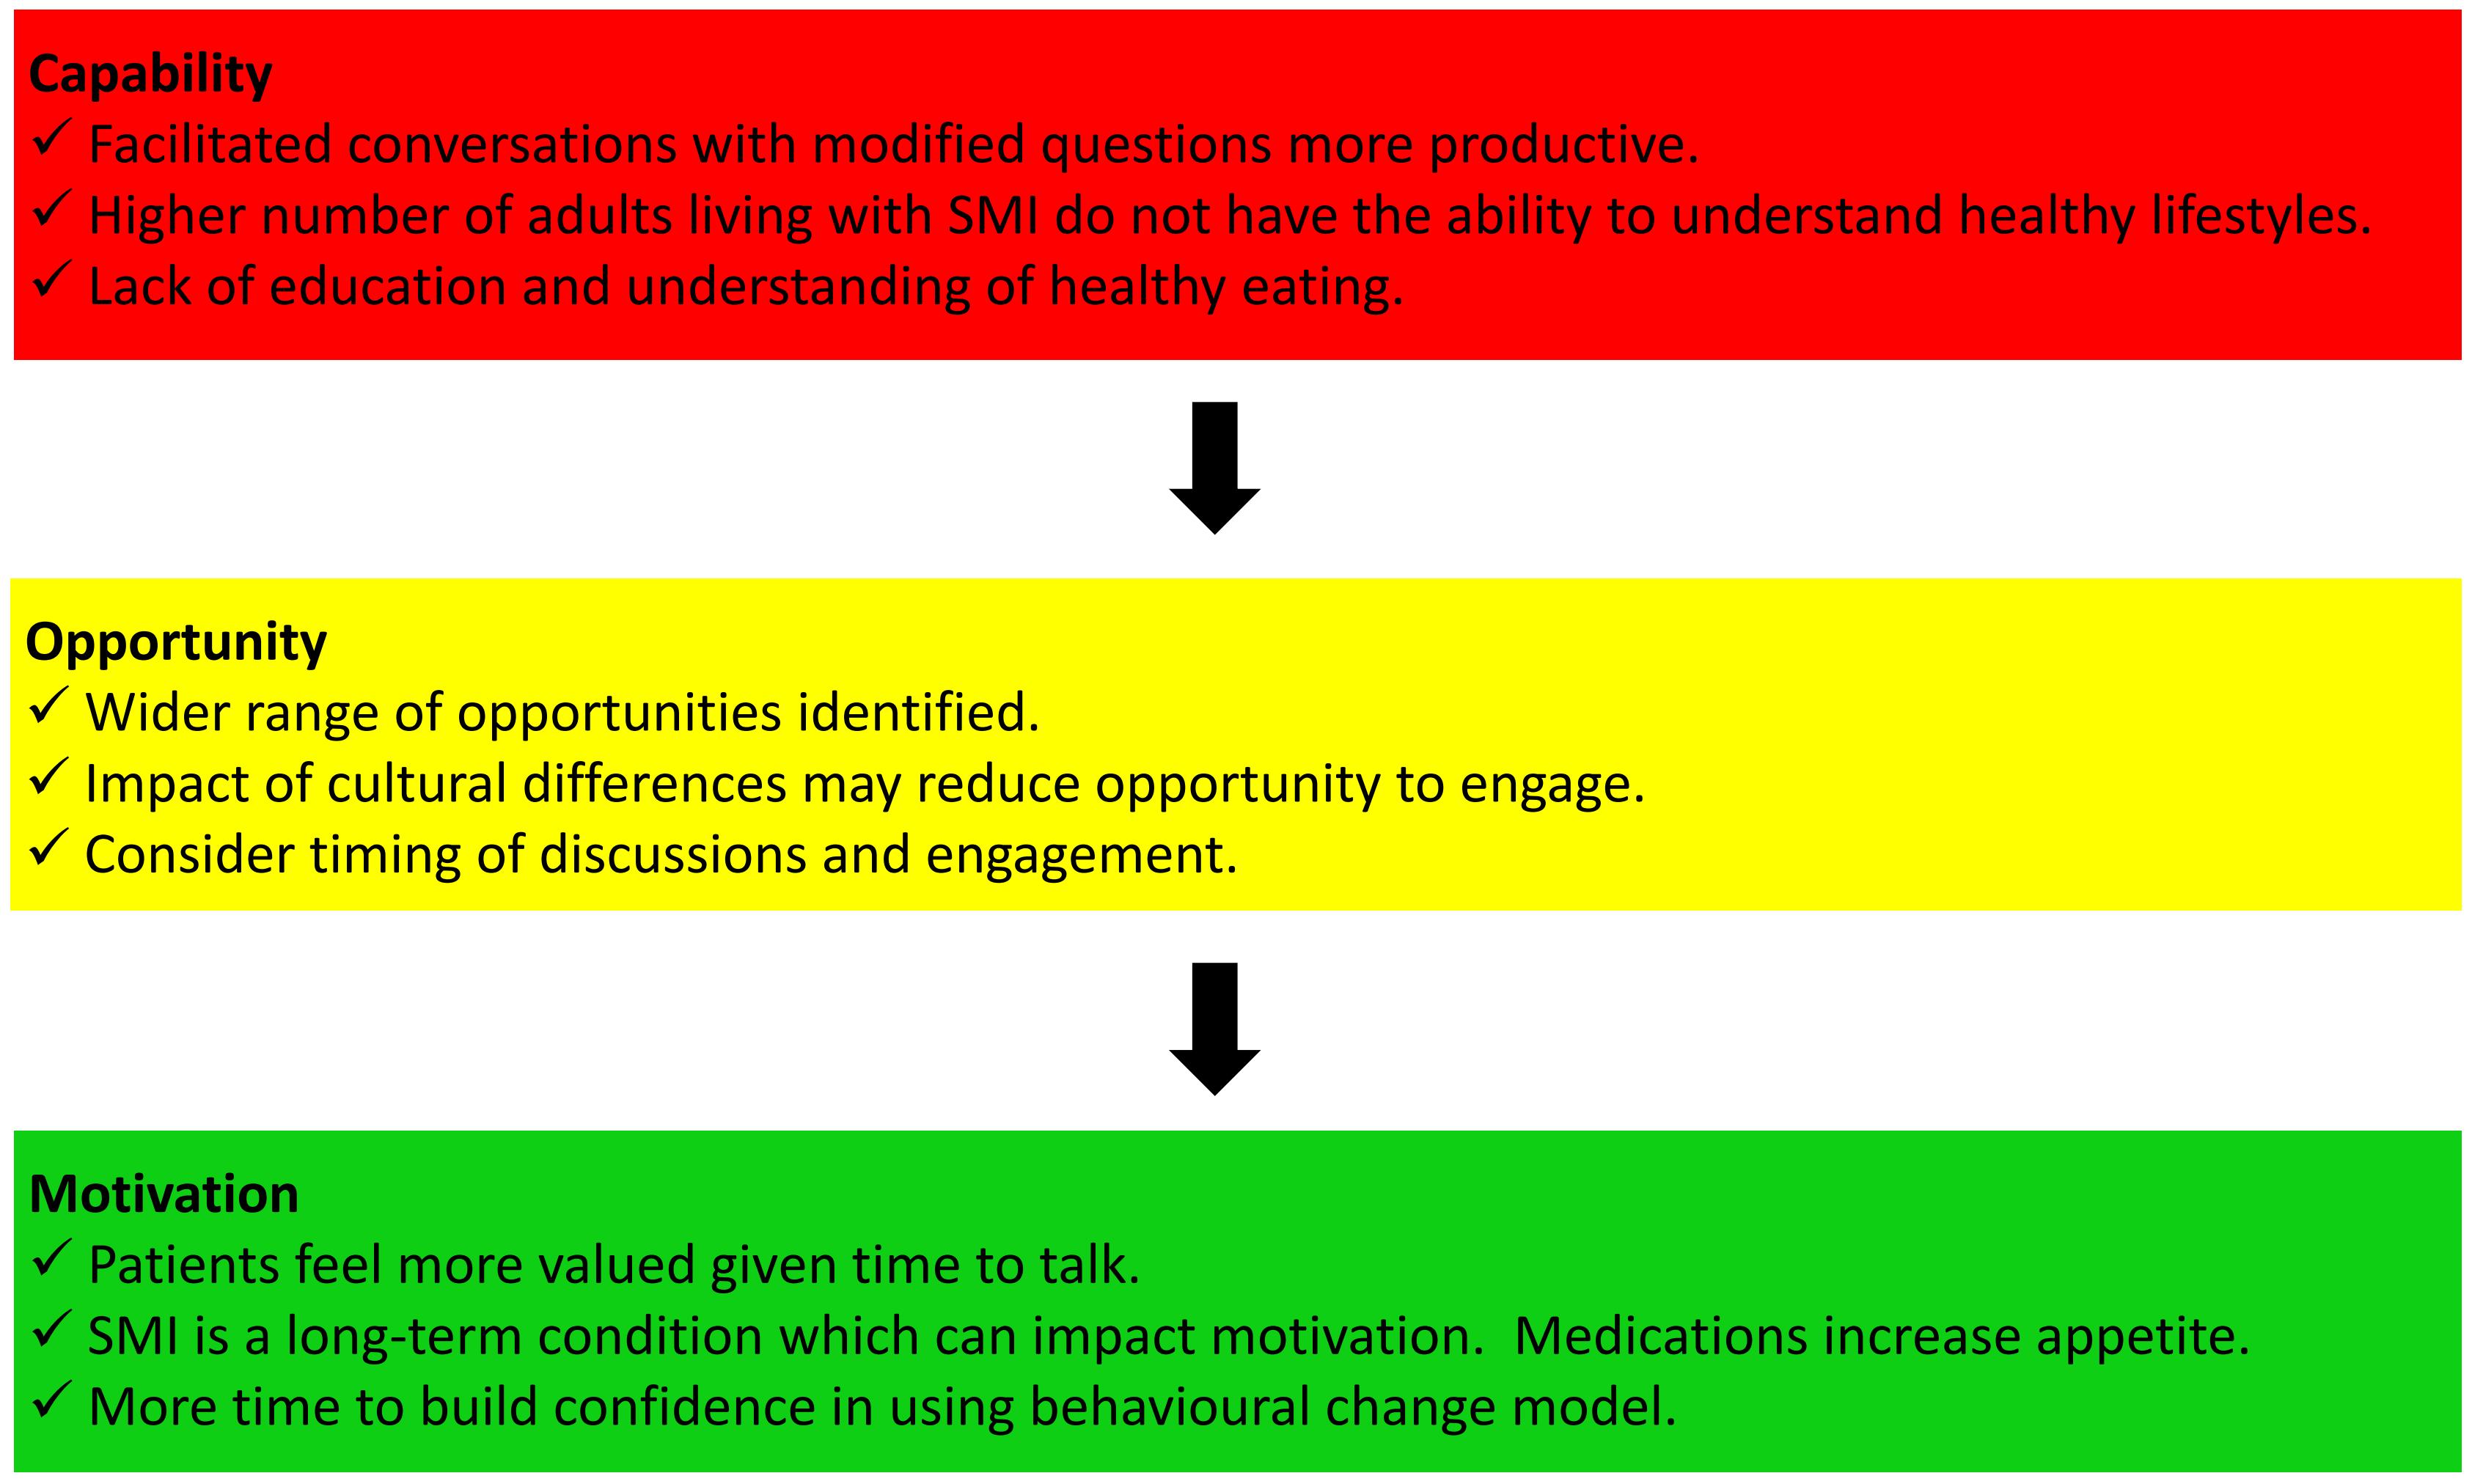 Capability
✓ Facilitated conversations with modified questions more productive.
✓ Higher number of adults living with SMI do not have the ability to understand healthy lifestyles.
✓ Lack of education and understanding of healthy eating.
Opportunity
✓ Wider range of opportunities identified.
✓ Impact of cultural differences may reduce opportunity to engage.
✓ Consider timing of discussions and engagement.
Motivation
✓ Patients feel more valued given time to talk.
✓ SMI is a long-term condition which can impact motivation.  Medications increase appetite.
✓ More time to build confidence in using behavioural change model.